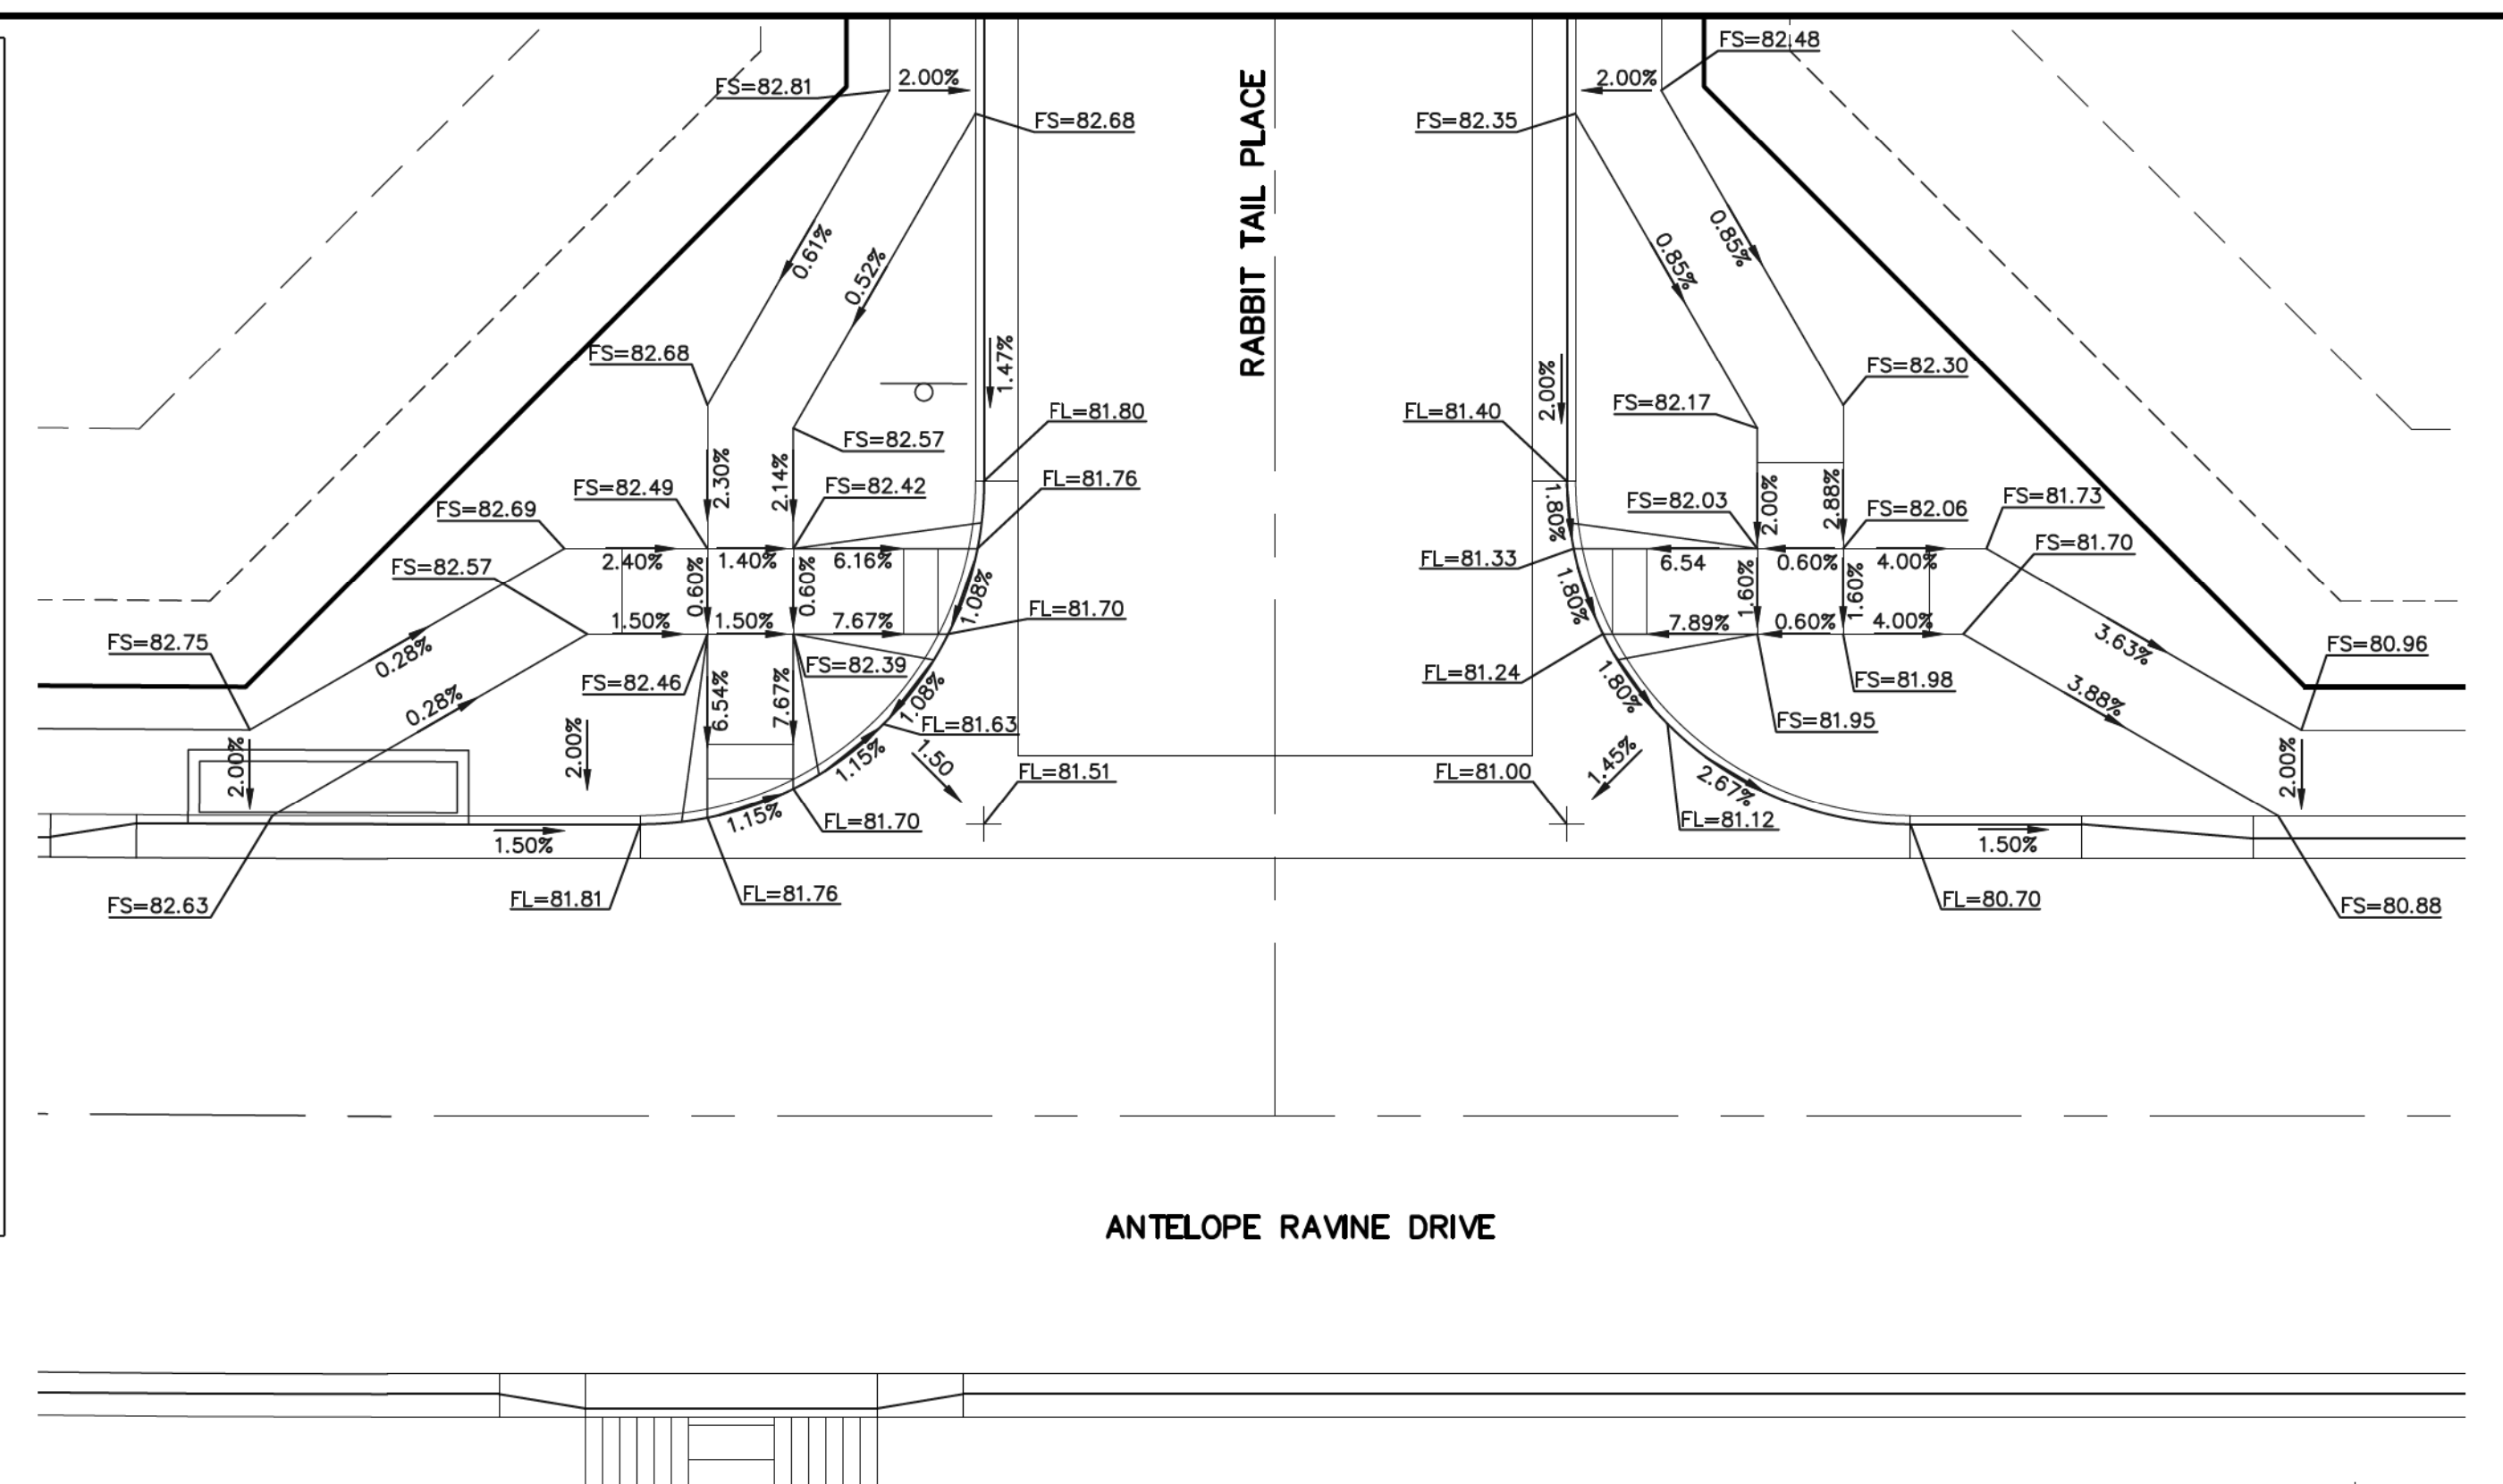 FS=82.81
2.00%
FS=82.68
RABBIT TAIL PLACE
FS=82.35
2.00%
FS=82.48
0.61%
0.52%
0.85%
0.85%
FS=82.68
1.47%
2.00%
FS=82.30
FS=82.57
FL=81.80
FL=81.40
FS=82.17
2.30%
2.14%
FS=82.49
FS=82.42
FL=81.76
1.80%
FS=82.03
2.00%
2.88%
FS=82.06
FS=81.73
FS=82.69
FS=82.57
2.40%
1.40%
6.16%
FL=81.33
6.54
0.60%
4.00%
FS=81.70
0.60%
0.60%
1.08%
1.80%
1.60%
1.60%
1.50%
1.50%
7.67%
FL=81.70
7.89%
0.60%
4.00%
FS=82.75
0.28%
0.28%
FS=82.46
FS=82.39
FL=81.24
FS=81.98
3.63%
3.88%
FS=80.96
6.54%
7.67%
1.08%
1.80%
FS=81.95
FL=81.63
2.00%
2.00%
1.15%
1.50
FL=81.51
FL=81.00
1.45%
2.67%
2.00%
1.15%
FL=81.70
FL=81.12
1.50%
1.50%
FS=82.63
FL=81.81
FL=81.76
FL=80.70
FS=80.88
ANTELOPE RAVINE DRIVE